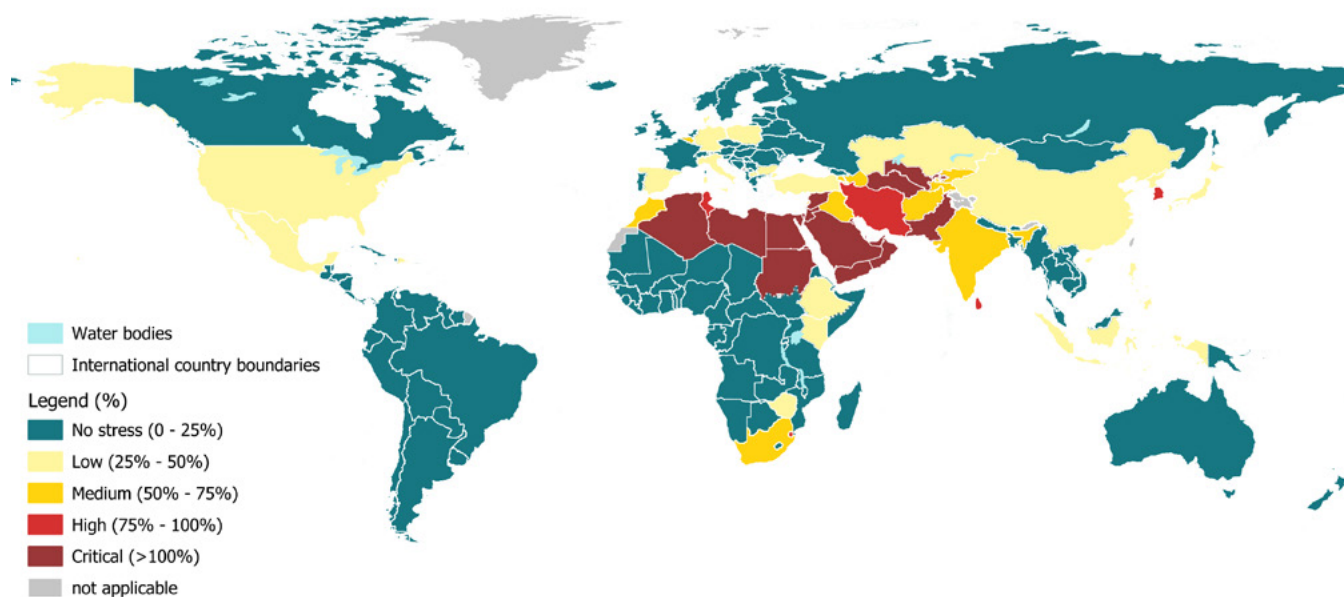 Water bodies
International country boundaries
Legend (%)
No stress (0 - 25%)
Low (25% - 50%)
Medium (50% - 75%)
High (75% - 100%)
Critical (>100%)
not applicable